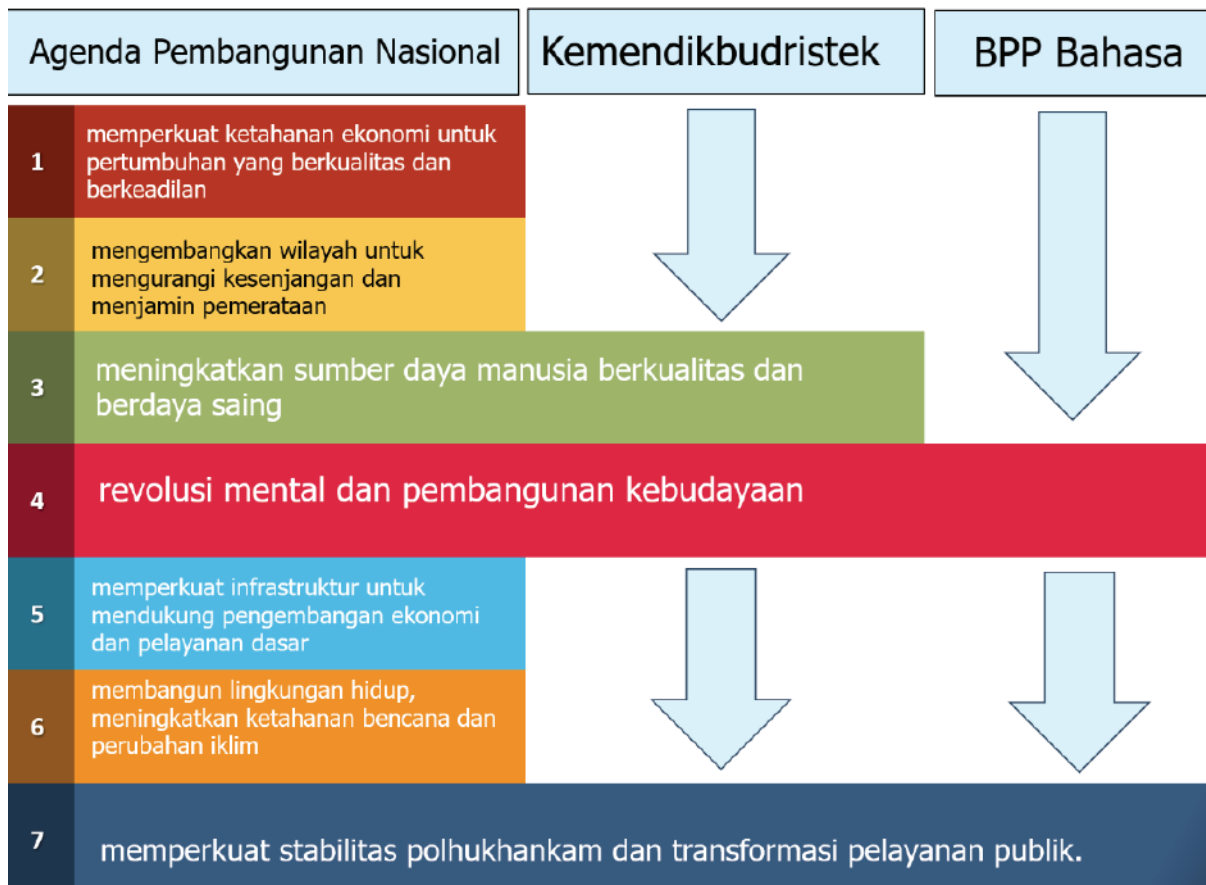 Agenda Pembangunan Nasional
Kemendikbudristek
BPP Bahasa
1
memperkuat ketahanan ekonomi untuk
pertumbuhan yang berkualitas dan
berkeadilan
2
mengembangkan wilayah untuk
mengurangi kesenjangan dan
menjamin pemerataan
3
meningkatkan sumber daya manusia berkualitas dan
berdaya saing
4
revolusi mental dan pembangunan kebudayaan
5
memperkuat infrastruktur untuk
mendukung pengembangan ekonomi
dan pelayanan dasar
6
membangun lingkungan hidup,
meningkatkan ketahanan bencana dan
perubahan iklim
7
memperkuat stabilitas polhukhankam dan transformasi pelayanan publik.